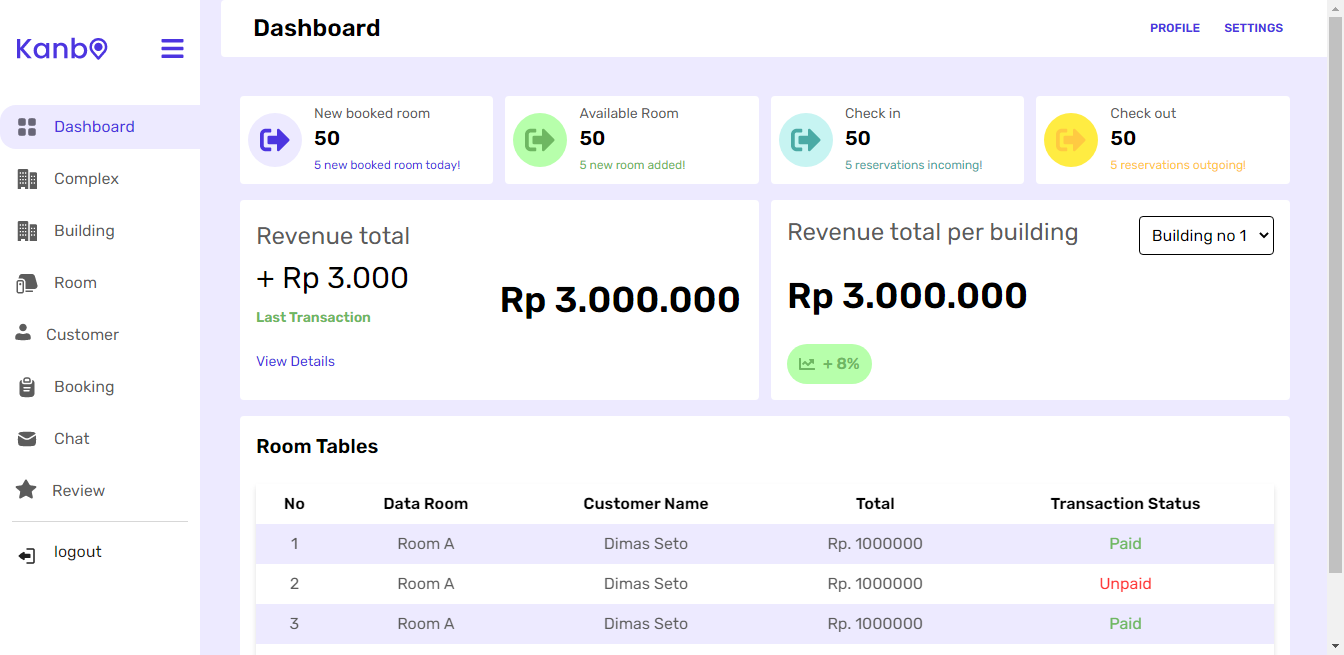 Kanbo
Dashboard
PROFILE SETTINGS
Dashboard
Complex
Building
Room
Customer
Booking
Chat
Review
logout
New booked room
50
5 new booked room today!
Available Room
50
5 new room added!
Check in
50
5 reservations incoming!
Check out
50
5 reservations outgoing!
Revenue total
+ Rp 3.000
Last Transaction
View Details
Rp 3.000.000
Revenue total per building
Building no 1
Rp 3.000.000
+ 8%
Room Tables
No Data Room Customer Name Total Transaction Status
1 Room A Dimas Seto Rp. 1000000 Paid
2 Room A Dimas Seto Rp. 1000000 Unpaid
3 Room A Dimas Seto Rp. 1000000 Paid